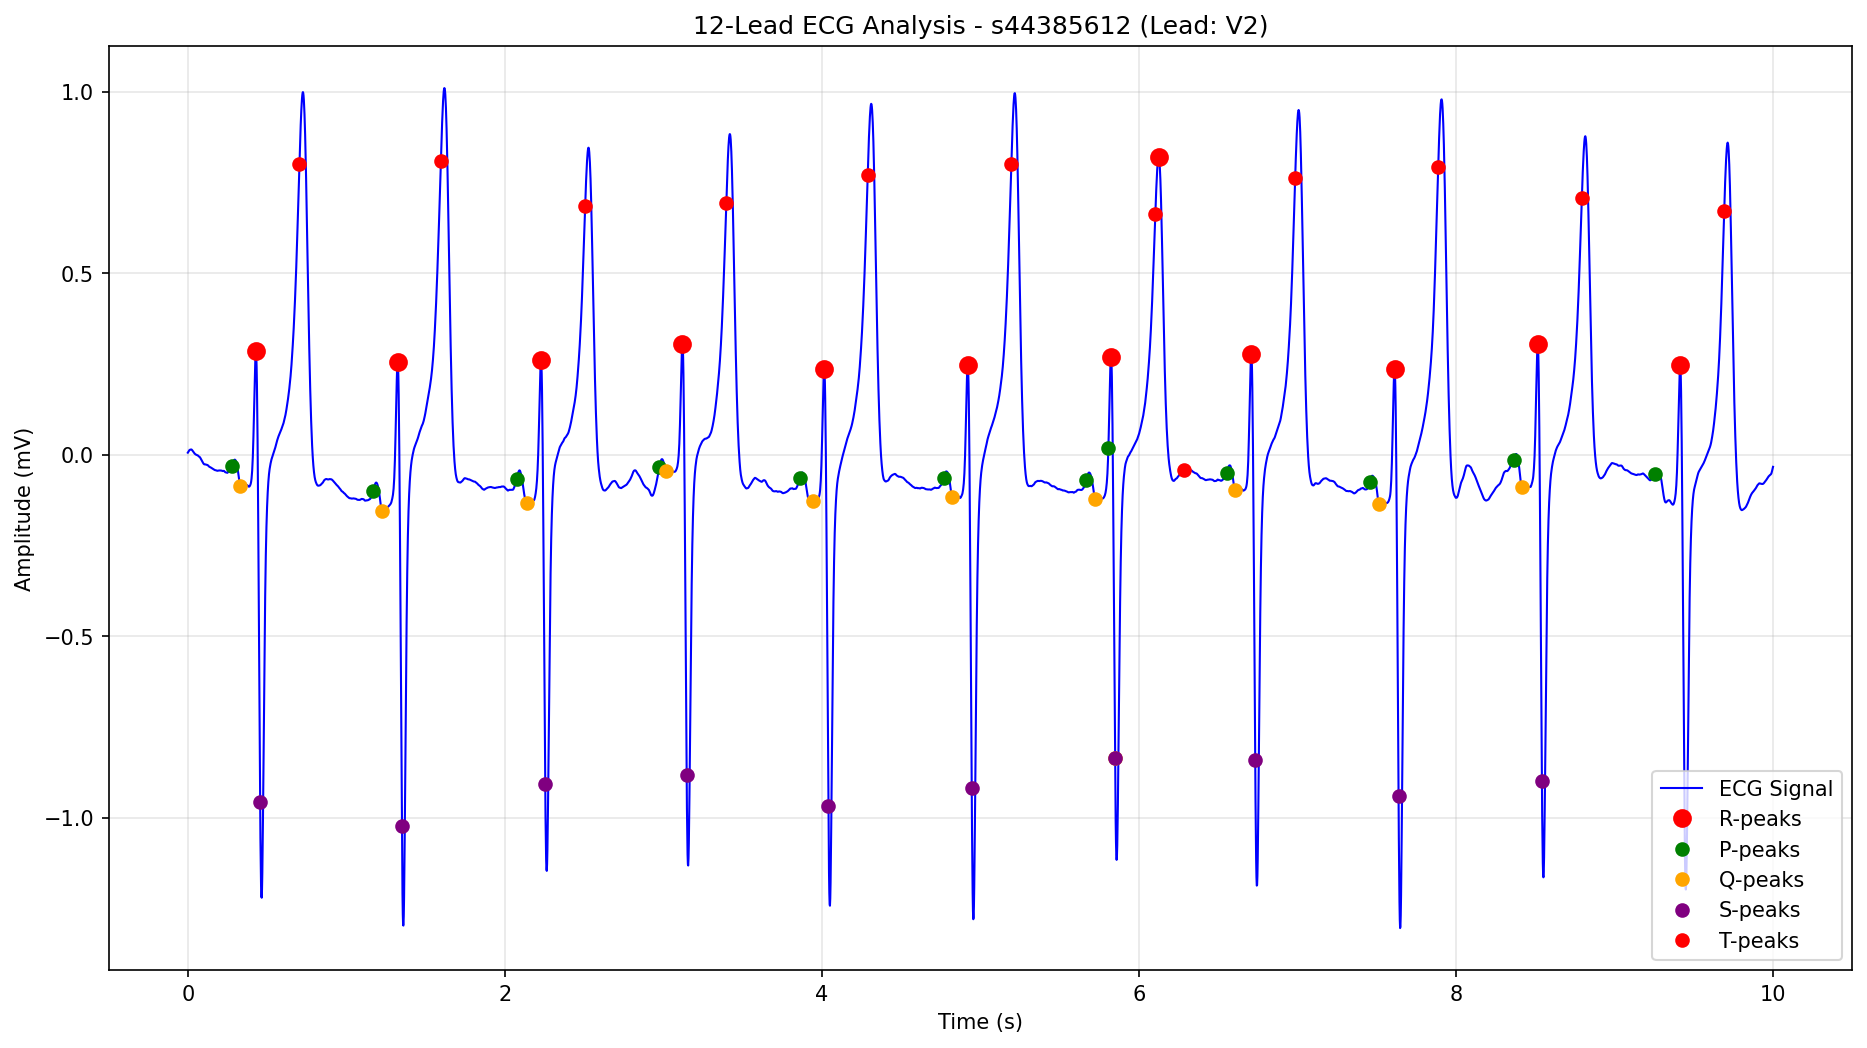 12-Lead ECG Analysis - s44385612 (Lead: V2)
Amplitude (mV)
1.0
0.5
0.0
−0.5
−1.0
ECG Signal
R-peaks
P-peaks
Q-peaks
S-peaks
T-peaks
0 2 4 6 8 10
Time (s)